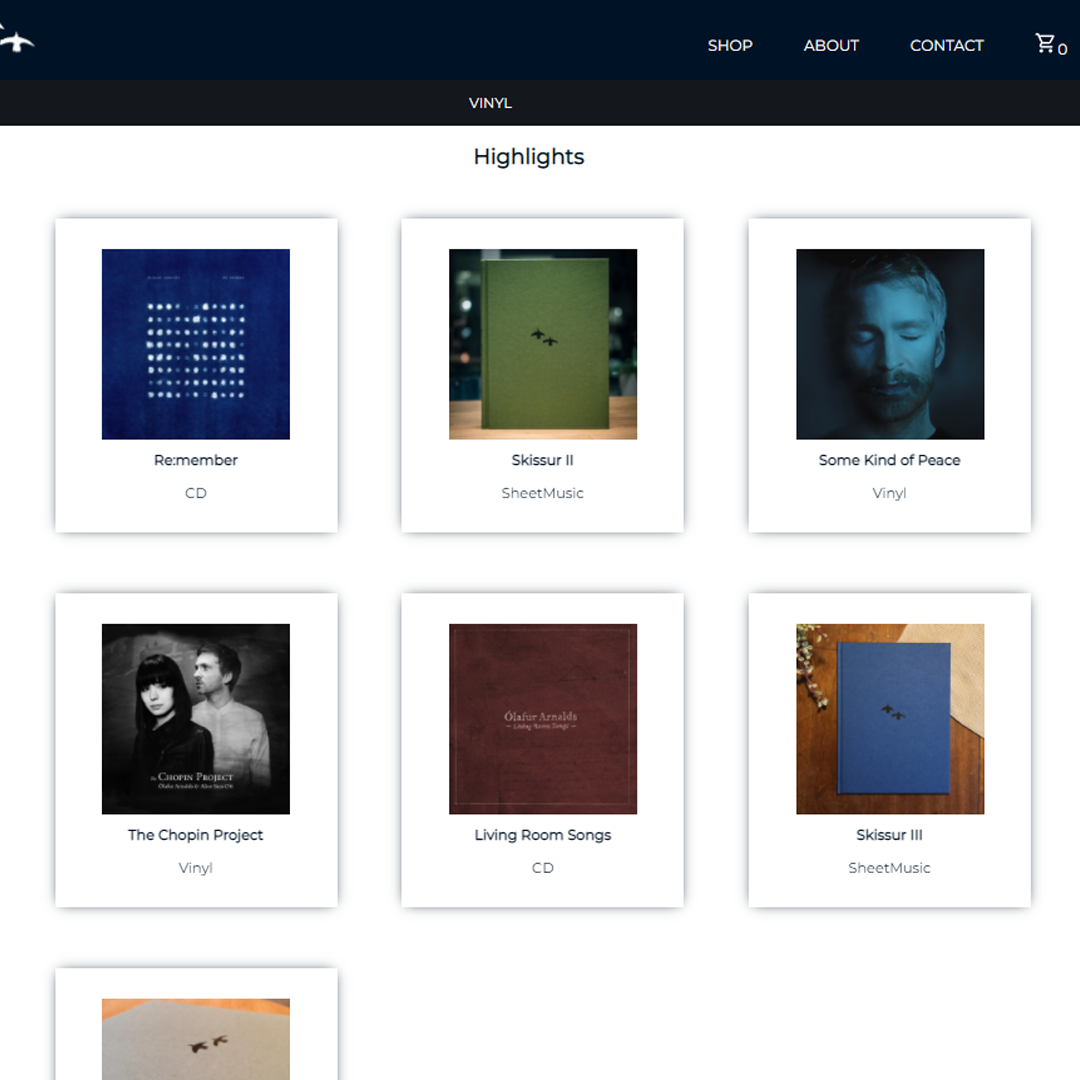 SHOP ABOUT CONTACT 0
VINYL
Highlights
Re:member
CD
Skissur II
SheetMusic
Some Kind of Peace
Vinyl
The CHOPIN PROJECT
Ólafur Arnalds & Alice Sara Ott
The Chopin Project
Vinyl
Ólafur Arnalds
Living Room Songs
Living Room Songs
CD
Skissur III
SheetMusic